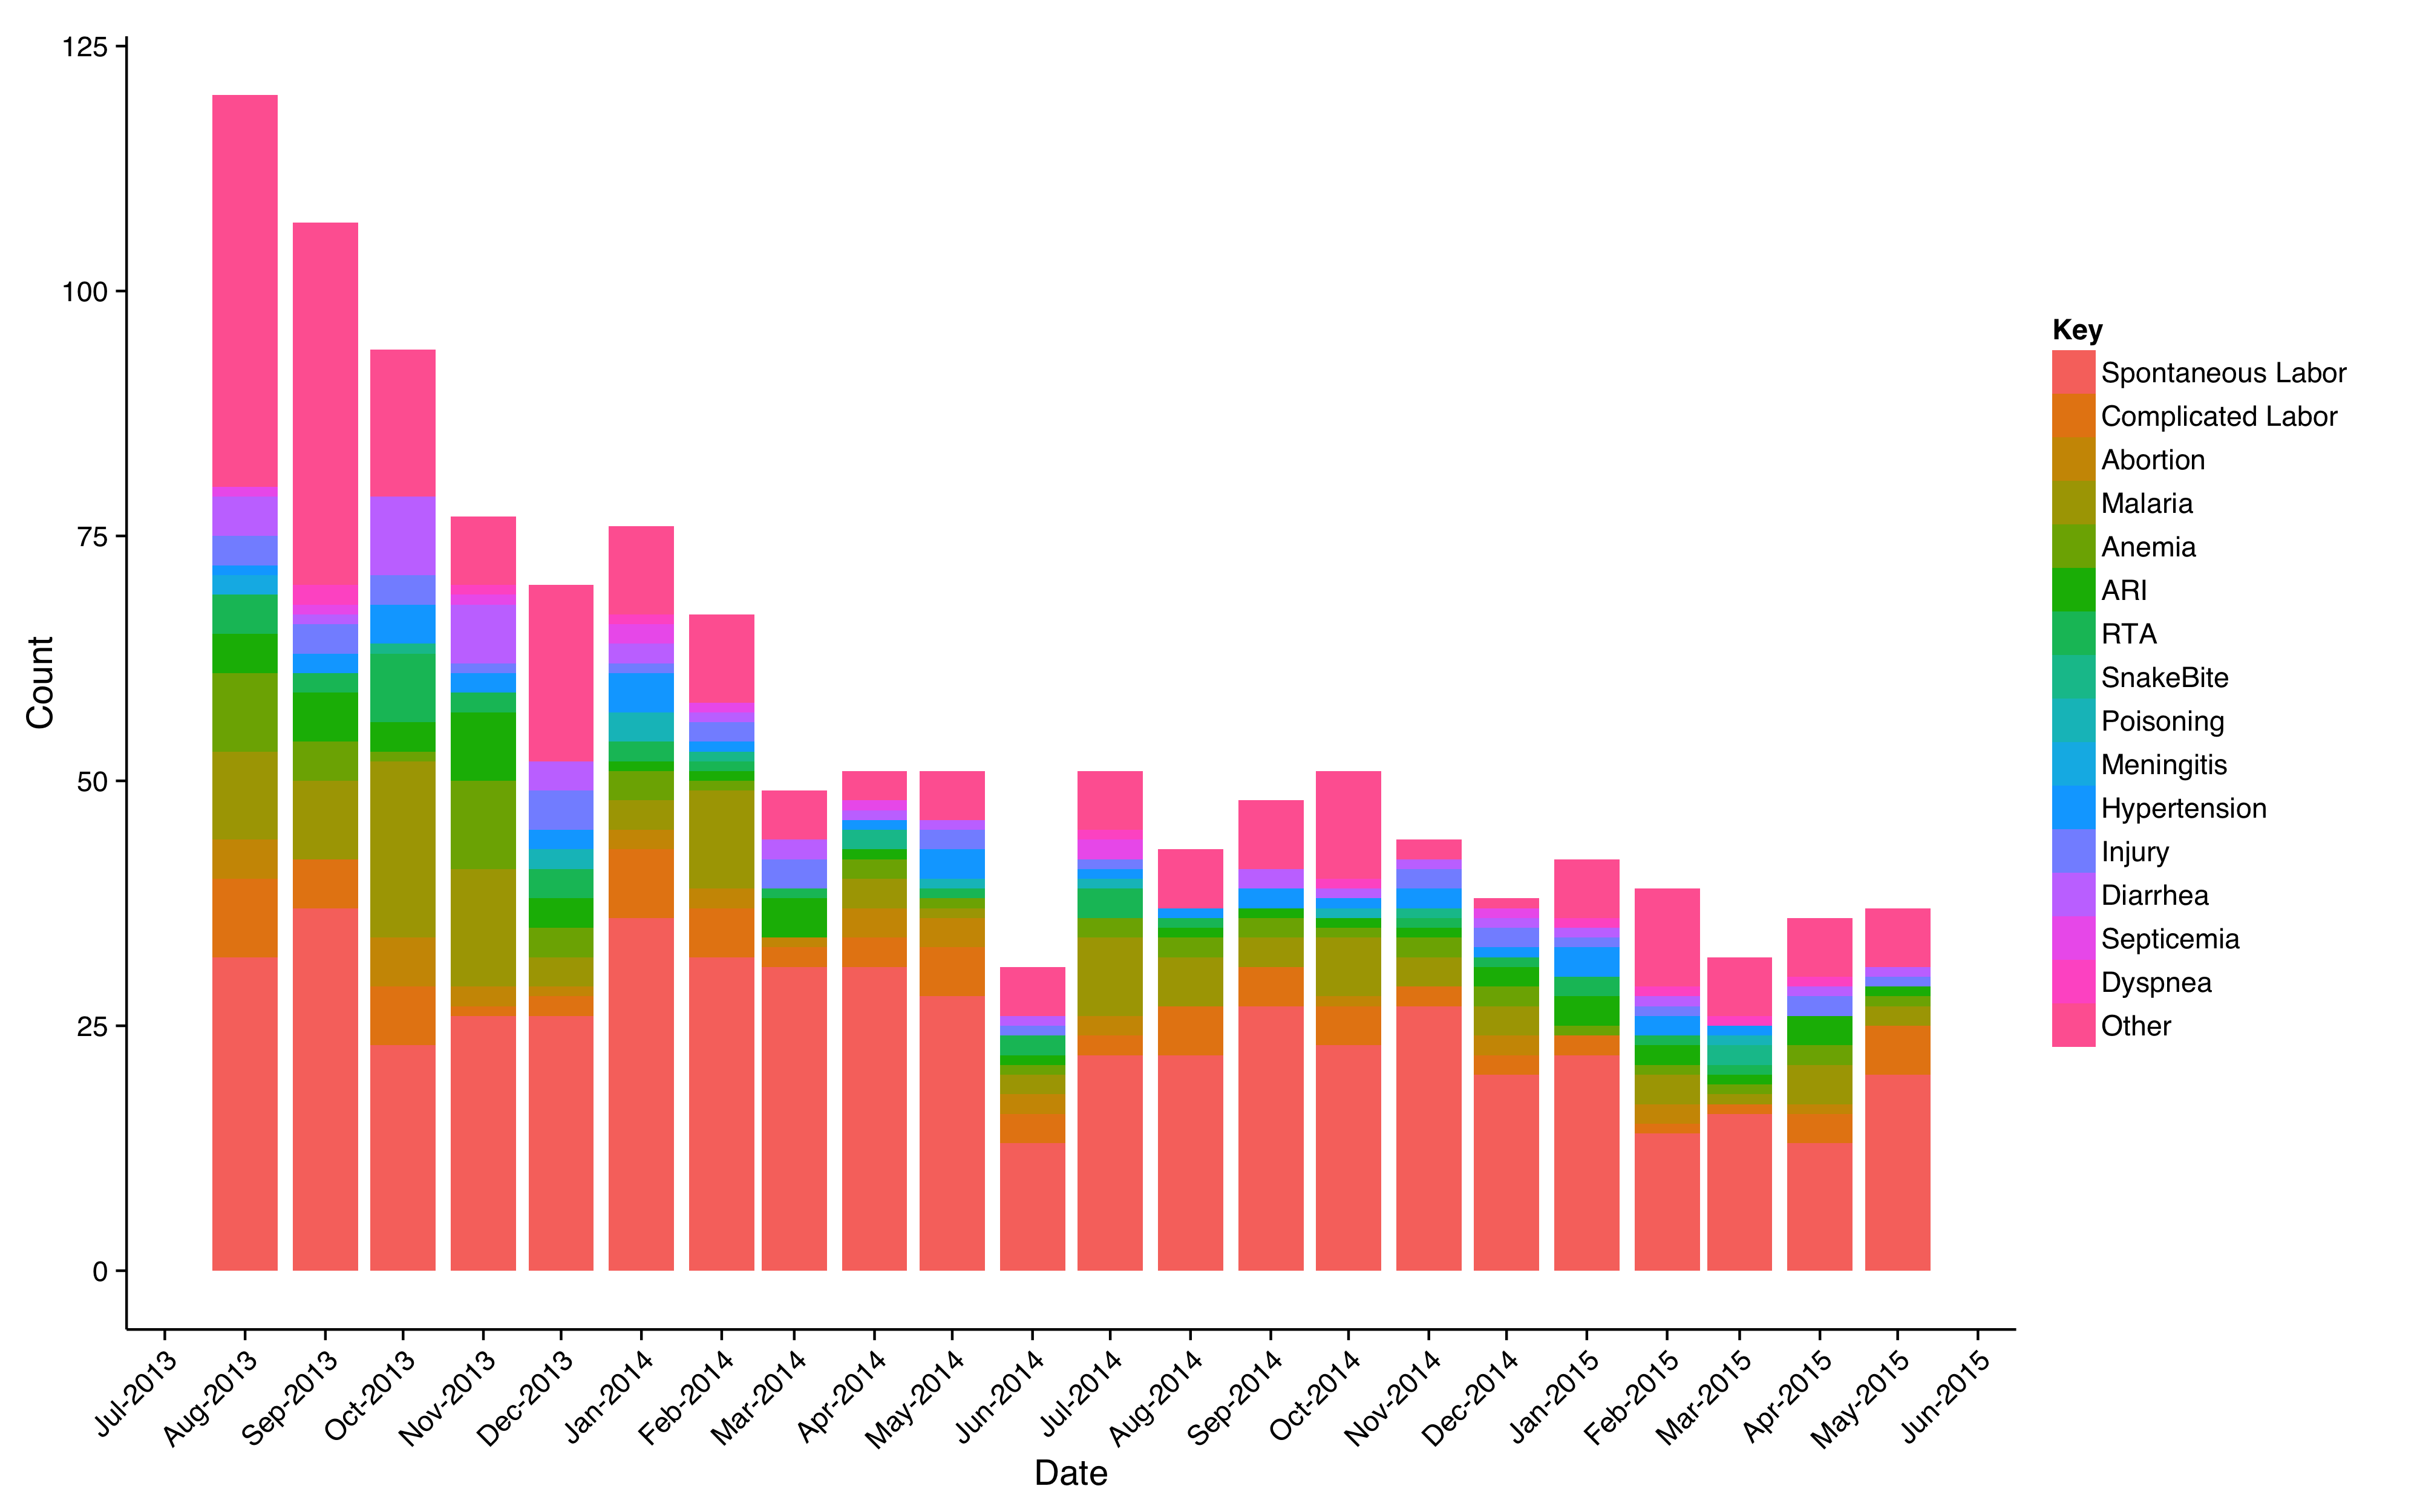 125
100
75
50
25
0
Count
Jul-2013
Aug-2013
Sep-2013
Oct-2013
Nov-2013
Dec-2013
Jan-2014
Feb-2014
Mar-2014
Apr-2014
May-2014
Jun-2014
Jul-2014
Aug-2014
Sep-2014
Oct-2014
Nov-2014
Dec-2014
Jan-2015
Feb-2015
Mar-2015
Apr-2015
May-2015
Jun-2015
Date
Key
Spontaneous Labor
Complicated Labor
Abortion
Malaria
Anemia
ARI
RTA
SnakeBite
Poisoning
Meningitis
Hypertension
Injury
Diarrhea
Septicemia
Dyspnea
Other